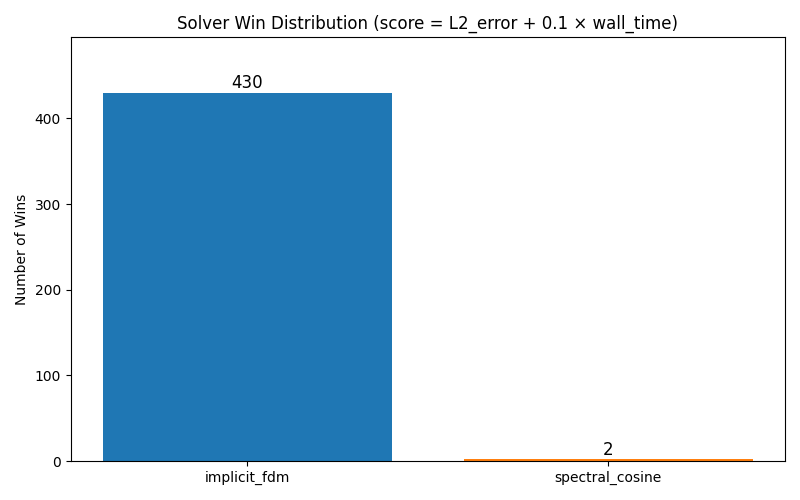 Solver Win Distribution (score = L2_error + 0.1 × wall_time)
430
400
300
200
100
0
2
Number of Wins
implicit_fdm
spectral_cosine